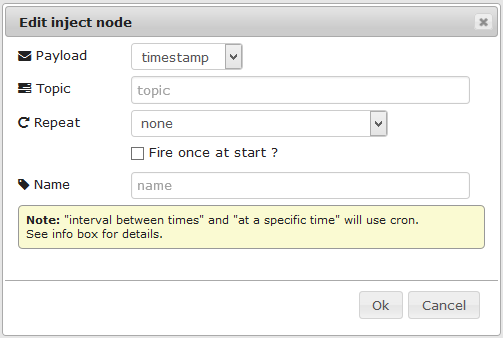 Edit inject node
Payload timestamp
Topic topic
Repeat none
Fire once at start ?
Name name
Note: "interval between times" and "at a specific time" will use cron.
See info box for details.
Ok Cancel